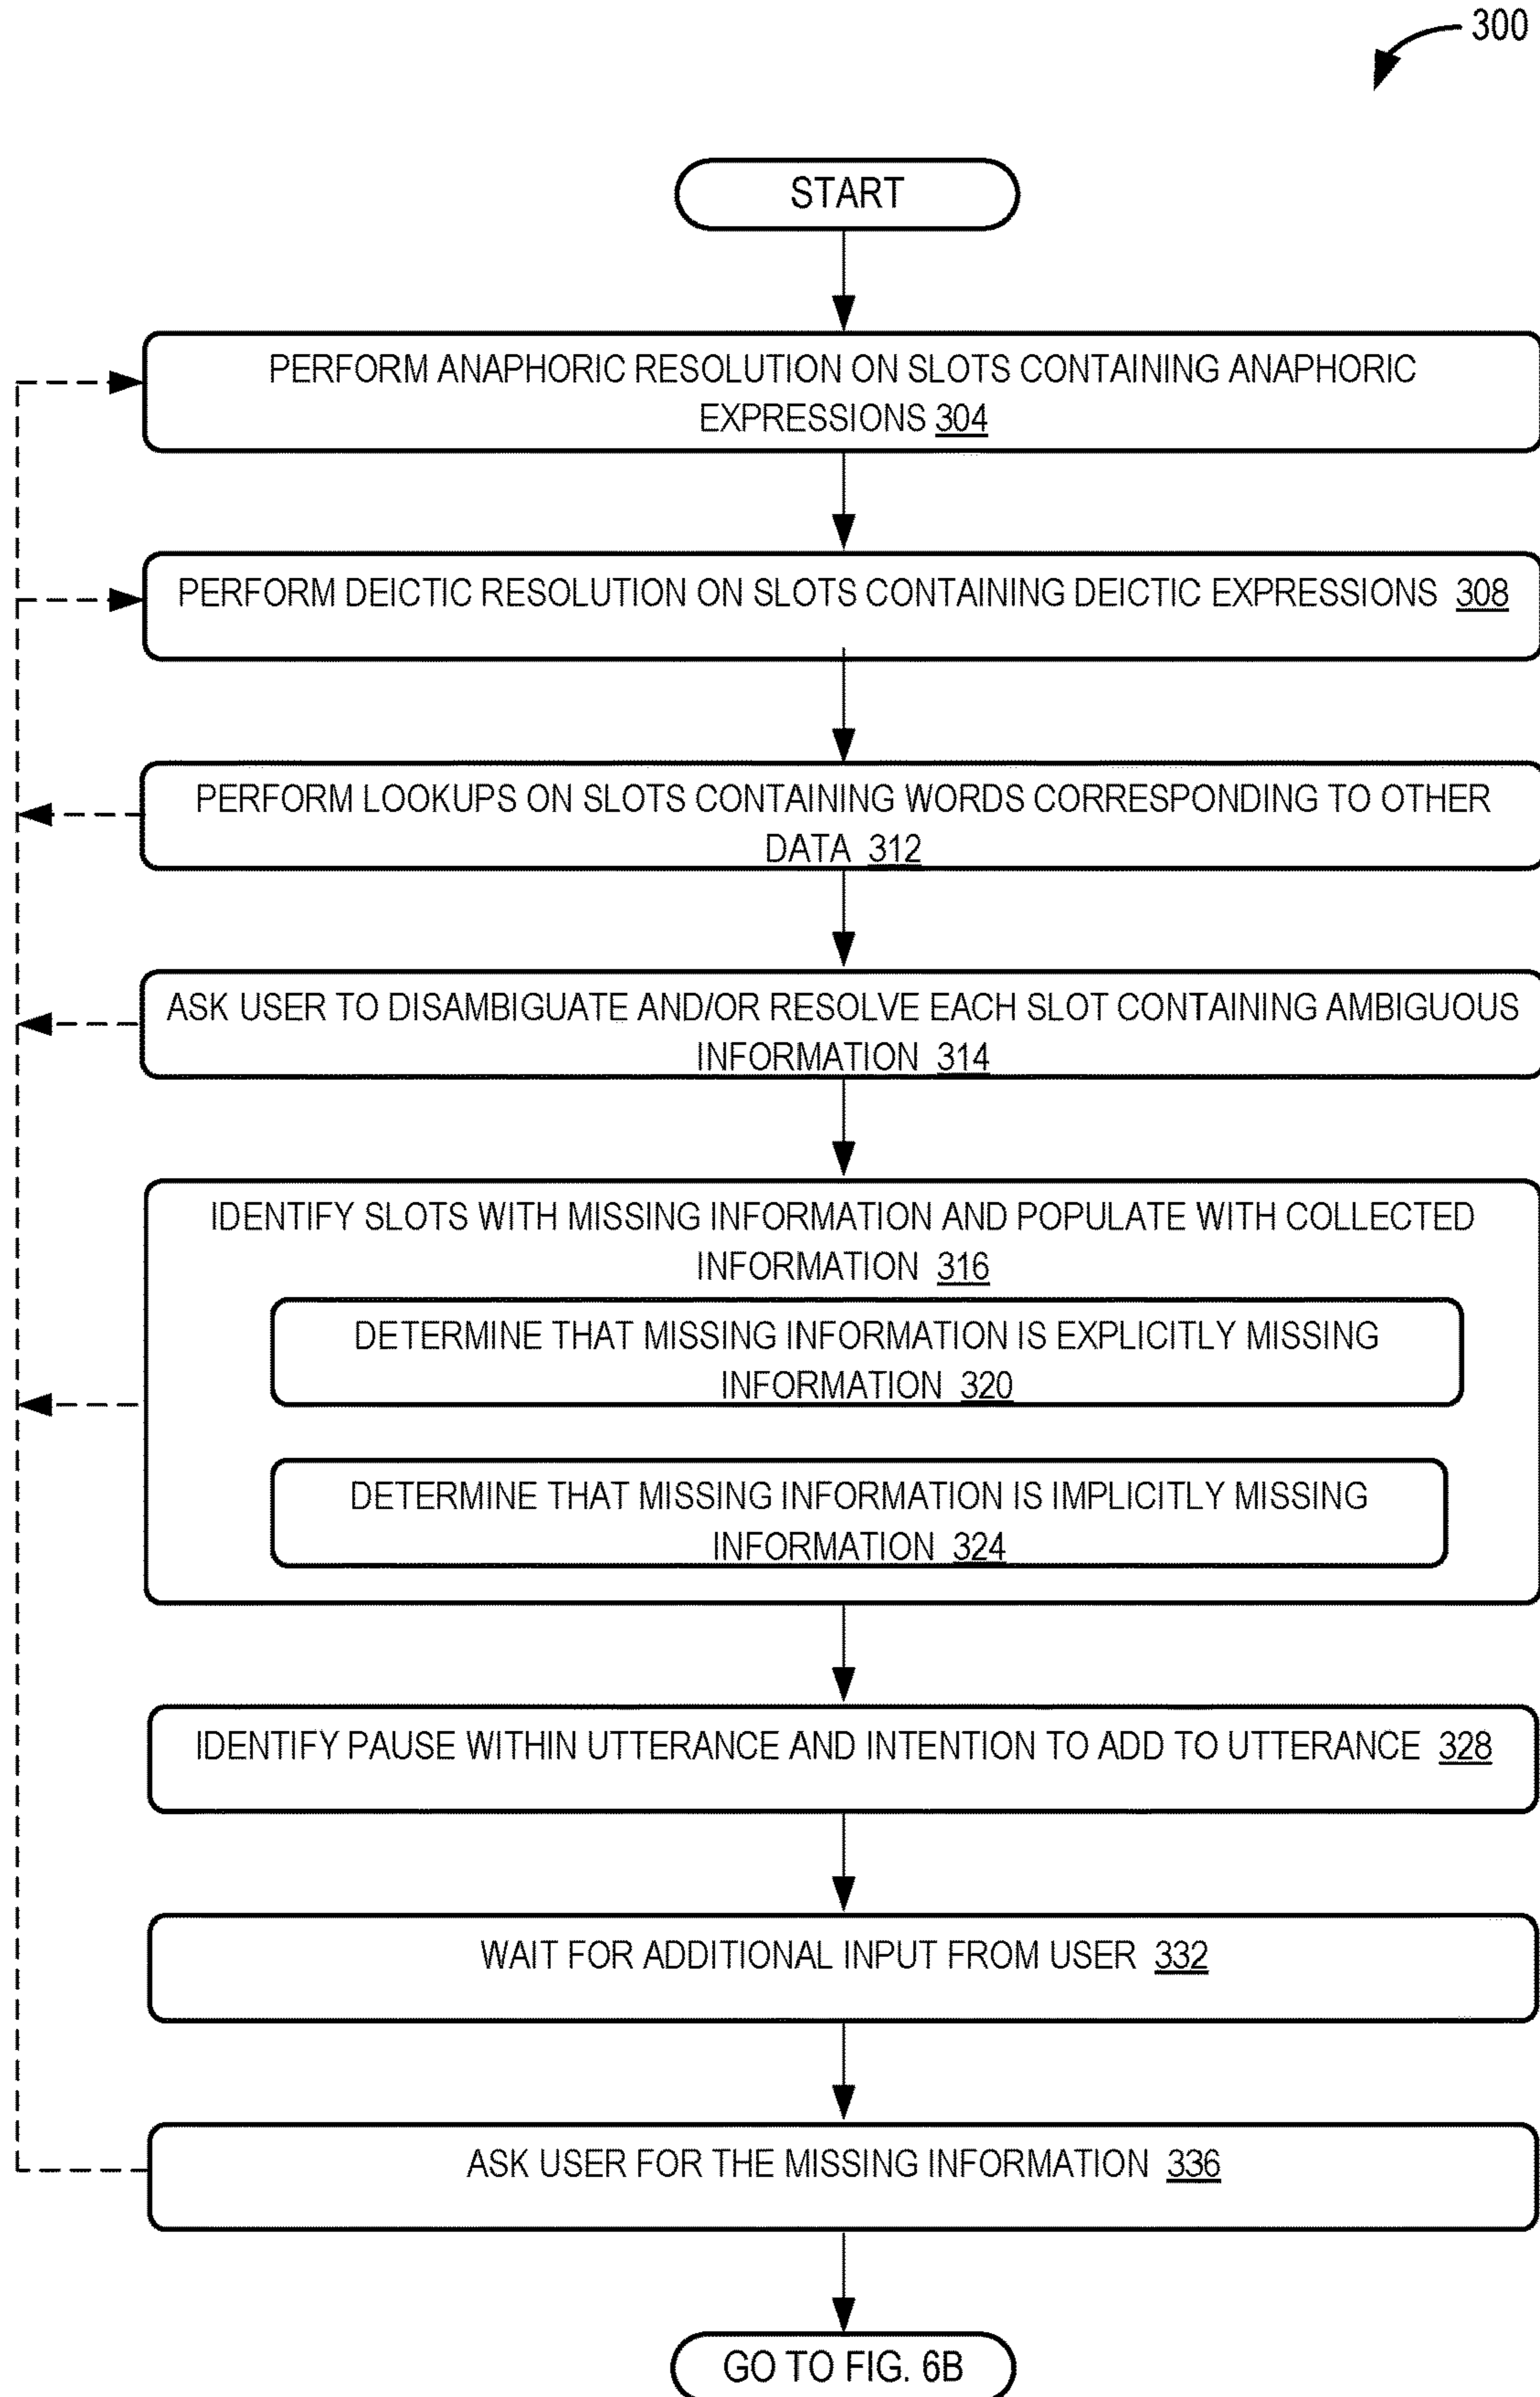 300
START
PERFORM ANAPHORIC RESOLUTION ON SLOTS CONTAINING ANAPHORIC
EXPRESSIONS 304
PERFORM DEICTIC RESOLUTION ON SLOTS CONTAINING DEICTIC EXPRESSIONS 308
PERFORM LOOKUPS ON SLOTS CONTAINING WORDS CORRESPONDING TO OTHER
DATA 312
ASK USER TO DISAMBIGUATE AND/OR RESOLVE EACH SLOT CONTAINING AMBIGUOUS
INFORMATION 314
IDENTIFY SLOTS WITH MISSING INFORMATION AND POPULATE WITH COLLECTED
INFORMATION 316
DETERMINE THAT MISSING INFORMATION IS EXPLICITLY MISSING
INFORMATION 320
DETERMINE THAT MISSING INFORMATION IS IMPLICITLY MISSING
INFORMATION 324
IDENTIFY PAUSE WITHIN UTTERANCE AND INTENTION TO ADD TO UTTERANCE 328
WAIT FOR ADDITIONAL INPUT FROM USER 332
ASK USER FOR THE MISSING INFORMATION 336
GO TO FIG. 6B